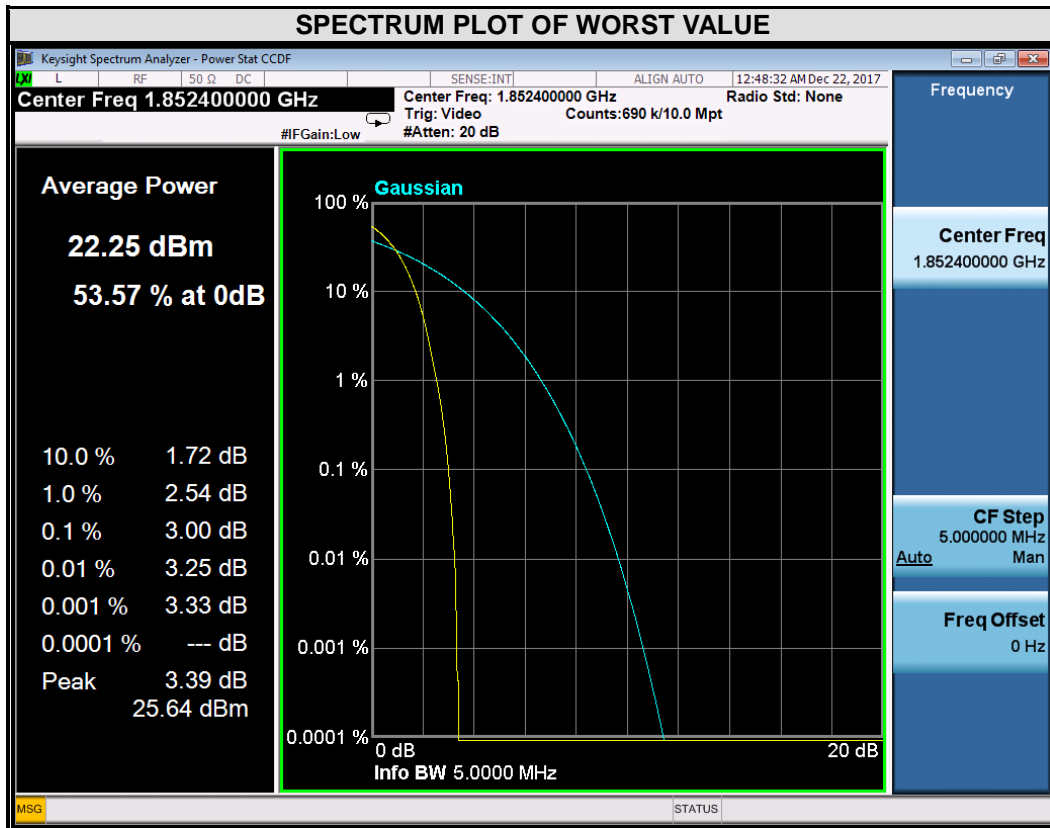 SPECTRUM PLOT OF WORST VALUE
Keysight Spectrum Analyzer - Power Stat CCDF
LXI L RF 50 Ω DC SENSE:INT ALIGN AUTO 12:48:32 AM Dec 22, 2017
Center Freq 1.852400000 GHz
#IFGain:Low
Center Freq: 1.852400000 GHz Radio Std: None
Trig: Video Counts:690 k/10.0 Mpt
#Atten: 20 dB
Average Power
22.25 dBm
53.57 % at 0dB
10.0 % 1.72 dB
1.0 % 2.54 dB
0.1 % 3.00 dB
0.01 % 3.25 dB
0.001 % 3.33 dB
0.0001 % --- dB
Peak 3.39 dB
25.64 dBm
Gaussian
100 %
10 %
1 %
0.1 %
0.01 %
0.001 %
0.0001 %
0 dB 20 dB
Info BW 5.0000 MHz
Frequency
Center Freq
1.852400000 GHz
CF Step
5.000000 MHz
Auto Man
Freq Offset
0 Hz
MSG STATUS